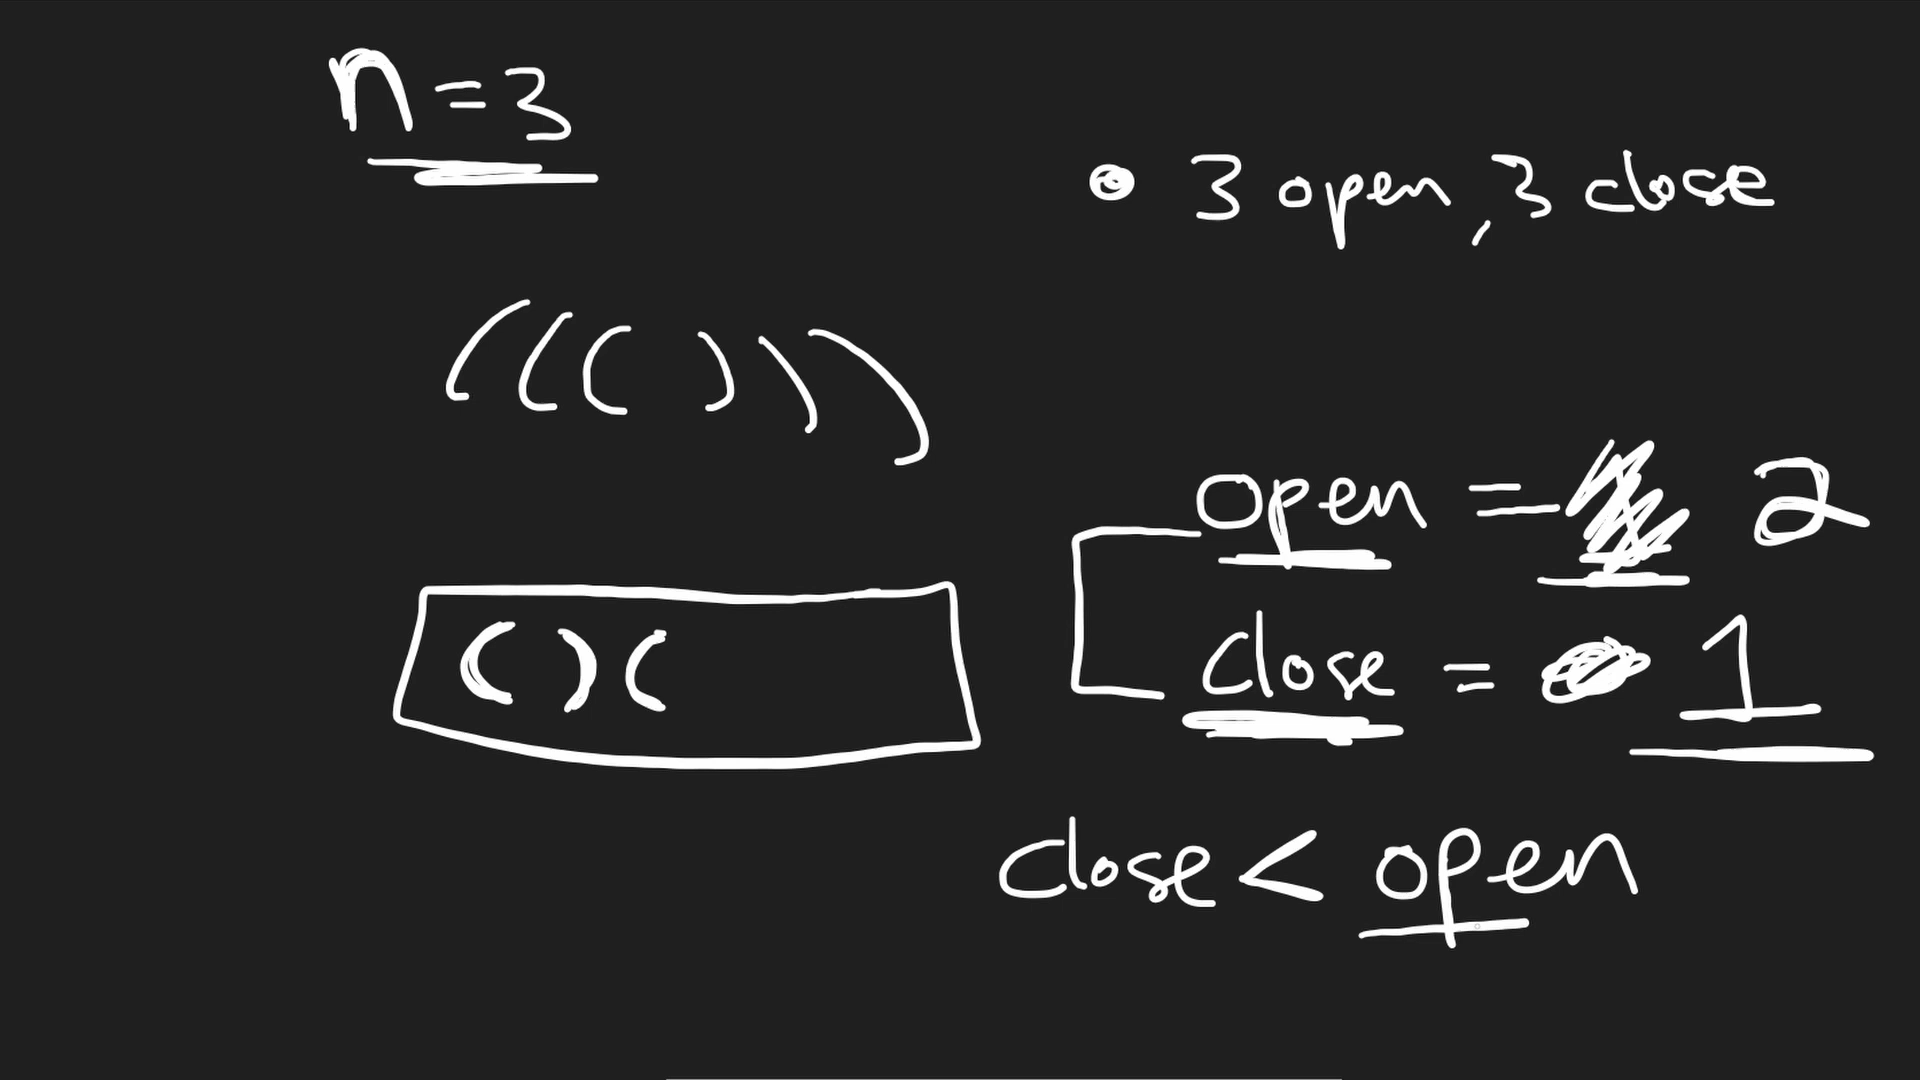 n = 3
3 open, 3 close
((()))
open = 2
()(
close = 1
close < open